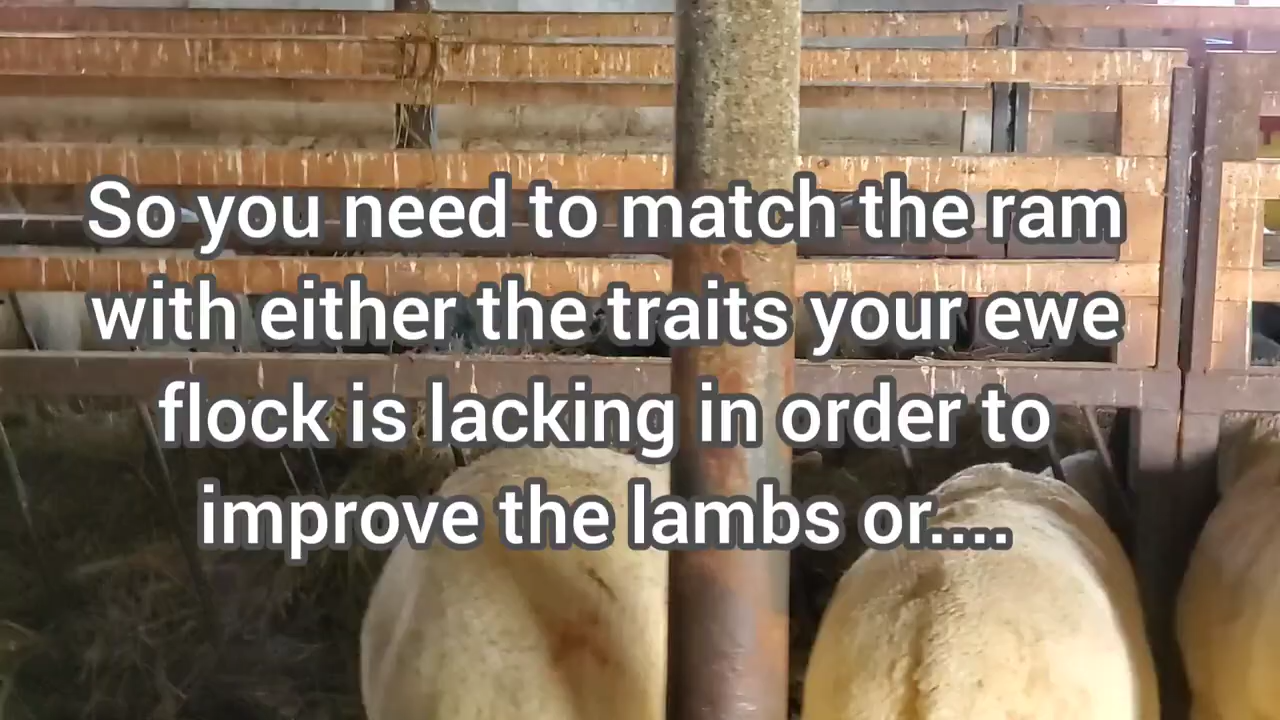 So you need to match the ram
with either the traits your ewe
flock is lacking in order to
improve the lambs or....